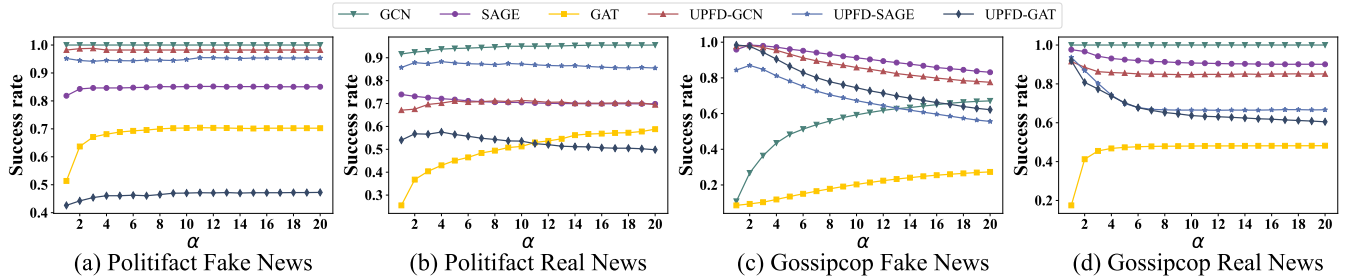 GCN SAGE GAT UPFD-GCN UPFD-SAGE UPFD-GAT
Success rate
1.0
0.9
0.8
0.7
0.6
0.5
0.4
2 4 6 8 10 12 14 16 18 20
α
(a) Politifact Fake News
Success rate
0.9
0.8
0.7
0.6
0.5
0.4
0.3
2 4 6 8 10 12 14 16 18 20
α
(b) Politifact Real News
Success rate
1.0
0.8
0.6
0.4
0.2
2 4 6 8 10 12 14 16 18 20
α
(c) Gossipcop Fake News
Success rate
1.0
0.8
0.6
0.4
0.2
2 4 6 8 10 12 14 16 18 20
α
(d) Gossipcop Real News